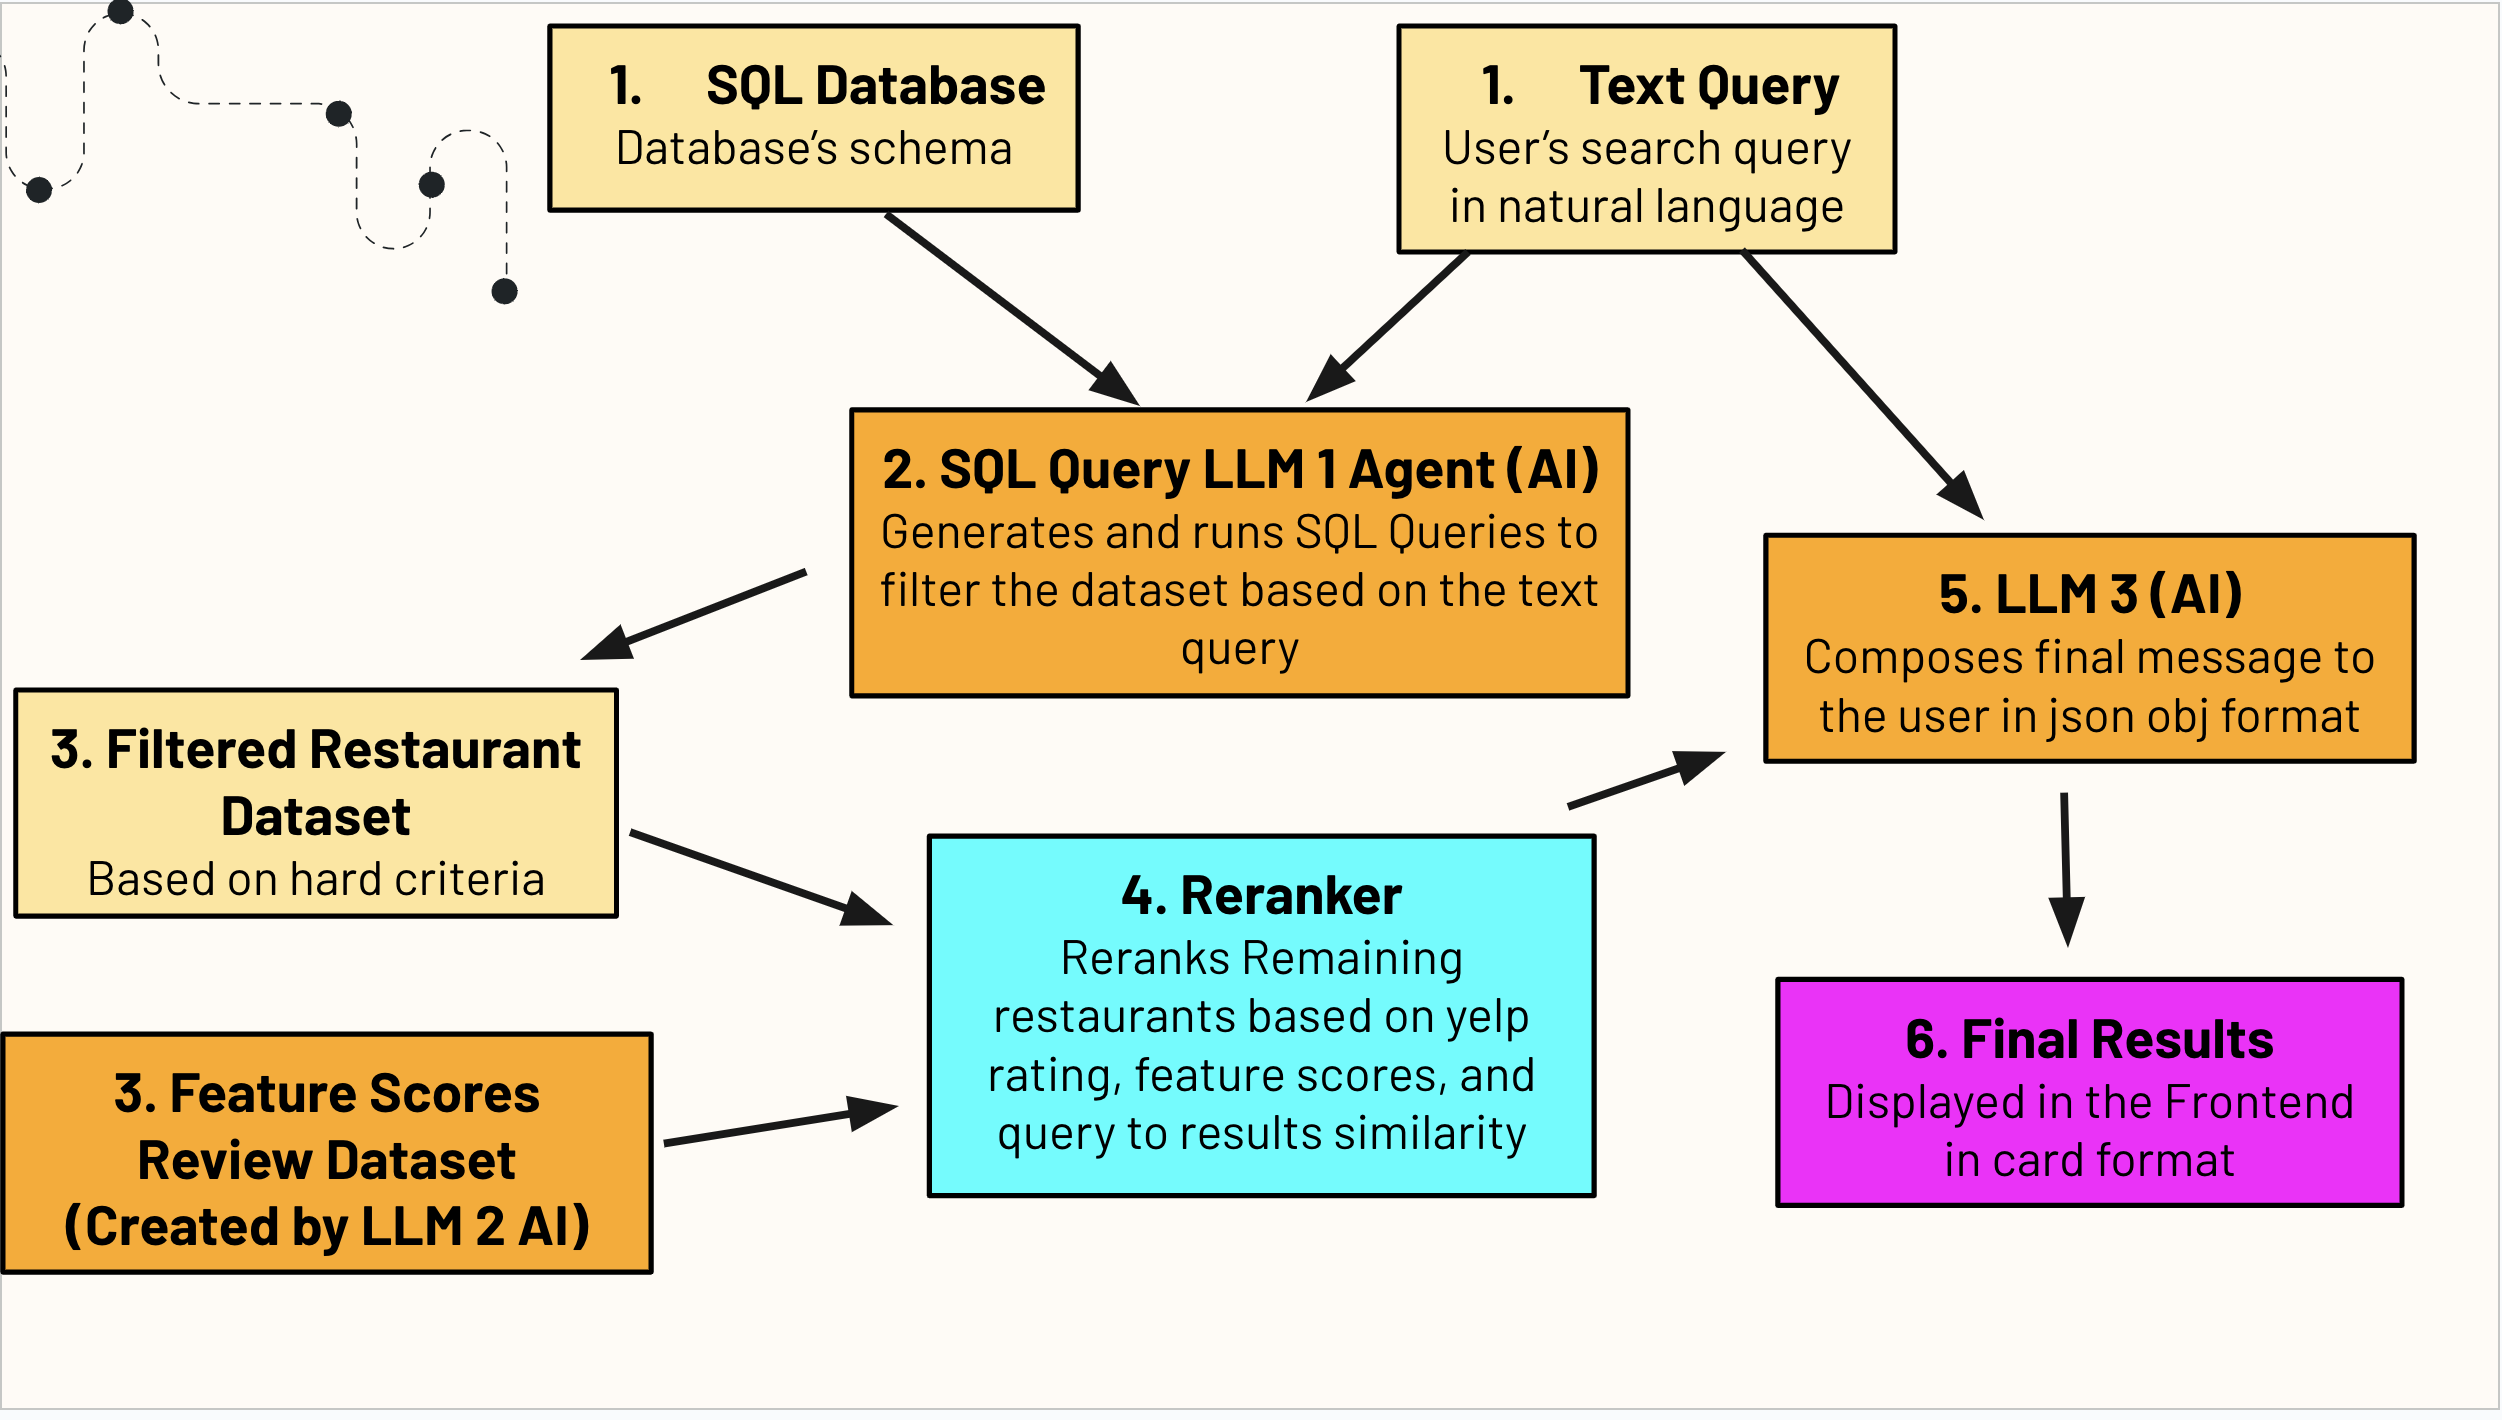 1. SQL Database
Database's schema
1. Text Query
User's search query
in natural language
2. SQL Query LLM 1 Agent (AI)
Generates and runs SQL Queries to
filter the dataset based on the text
query
5. LLM 3 (AI)
Composes final message to
the user in json obj format
3. Filtered Restaurant
Dataset
Based on hard criteria
4. Reranker
Reranks Remaining
restaurants based on yelp
rating, feature scores, and
query to results similarity
3. Feature Scores
Review Dataset
(Created by LLM 2 AI)
6. Final Results
Displayed in the Frontend
in card format